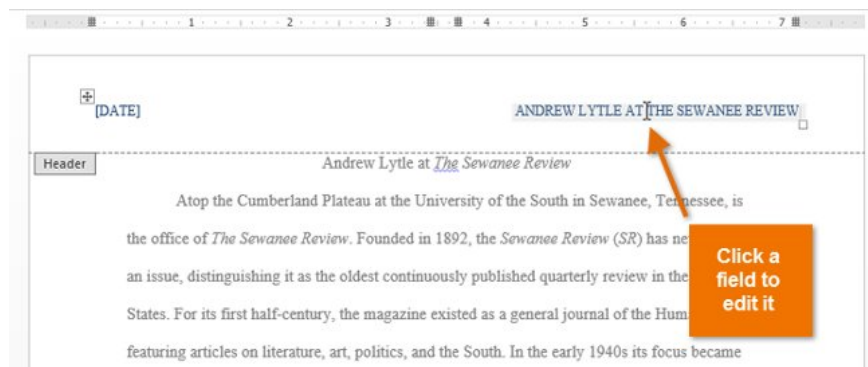 1 2 3 4 5 6 7
[DATE] ANDREW LYTLE AT THE SEWANEE REVIEW
Header
Andrew Lytle at The Sewanee Review
Atop the Cumberland Plateau at the University of the South in Sewanee, Tennessee, is
the office of The Sewanee Review. Founded in 1892, the Sewanee Review (SR) has
an issue, distinguishing it as the oldest continuously published quarterly review in the
States. For its first half-century, the magazine existed as a general journal of the
featuring articles on literature, art, politics, and the South. In the early 1940s its focus became
Click a
field to
edit it